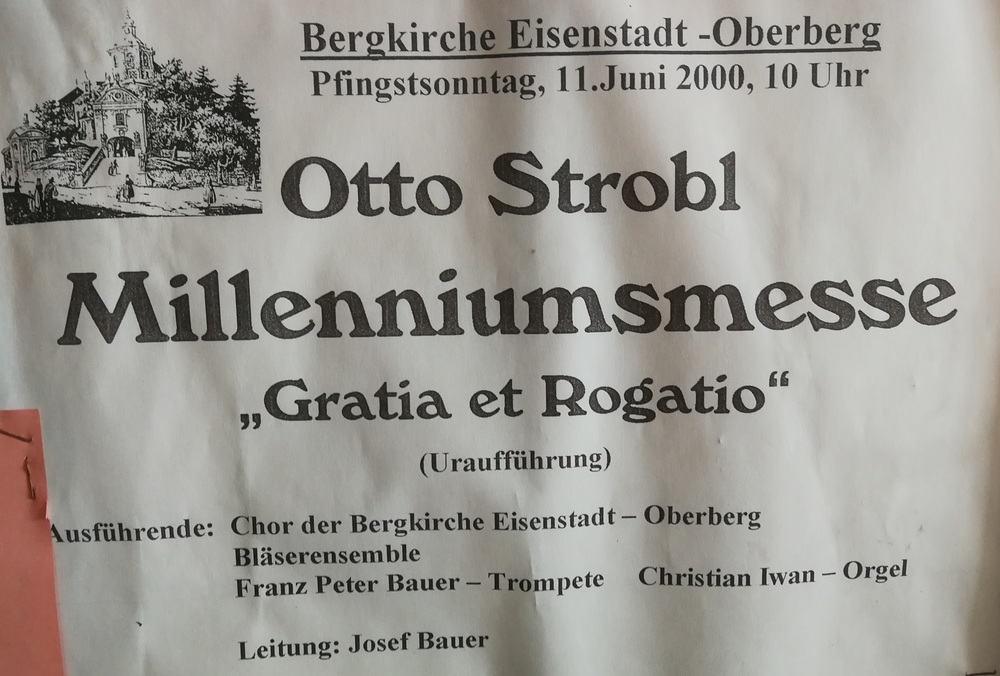 Bergkirche Eisenstadt -Oberberg
Pfingstsonntag, 11.Juni 2000, 10 Uhr
Otto Strobl
Millenniumsmesse
„Gratia et Rogatio“
(Uraufführung)
Ausführende: Chor der Bergkirche Eisenstadt – Oberberg
Bläserensemble
Franz Peter Bauer – Trompete Christian Iwan – Orgel
Leitung: Josef Bauer